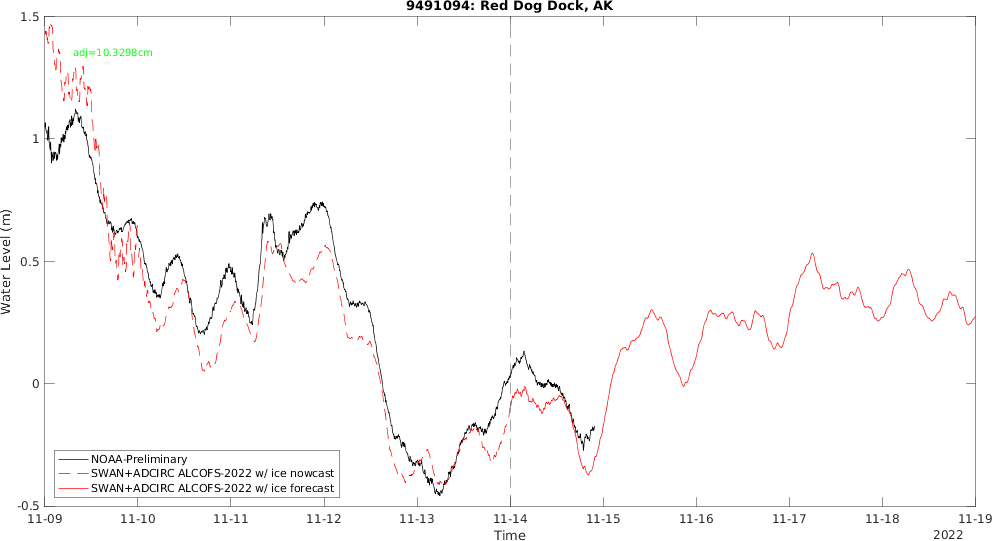 9491094: Red Dog Dock, AK
1.5
adj=10.3298cm
1
0.5
Water Level (m)
0
NOAA-Preliminary
SWAN+ADCIRC ALCOFS-2022 w/ ice nowcast
SWAN+ADCIRC ALCOFS-2022 w/ ice forecast
-0.5
11-09 11-10 11-11 11-12 11-13 11-14 11-15 11-16 11-17 11-18 11-19
Time
2022